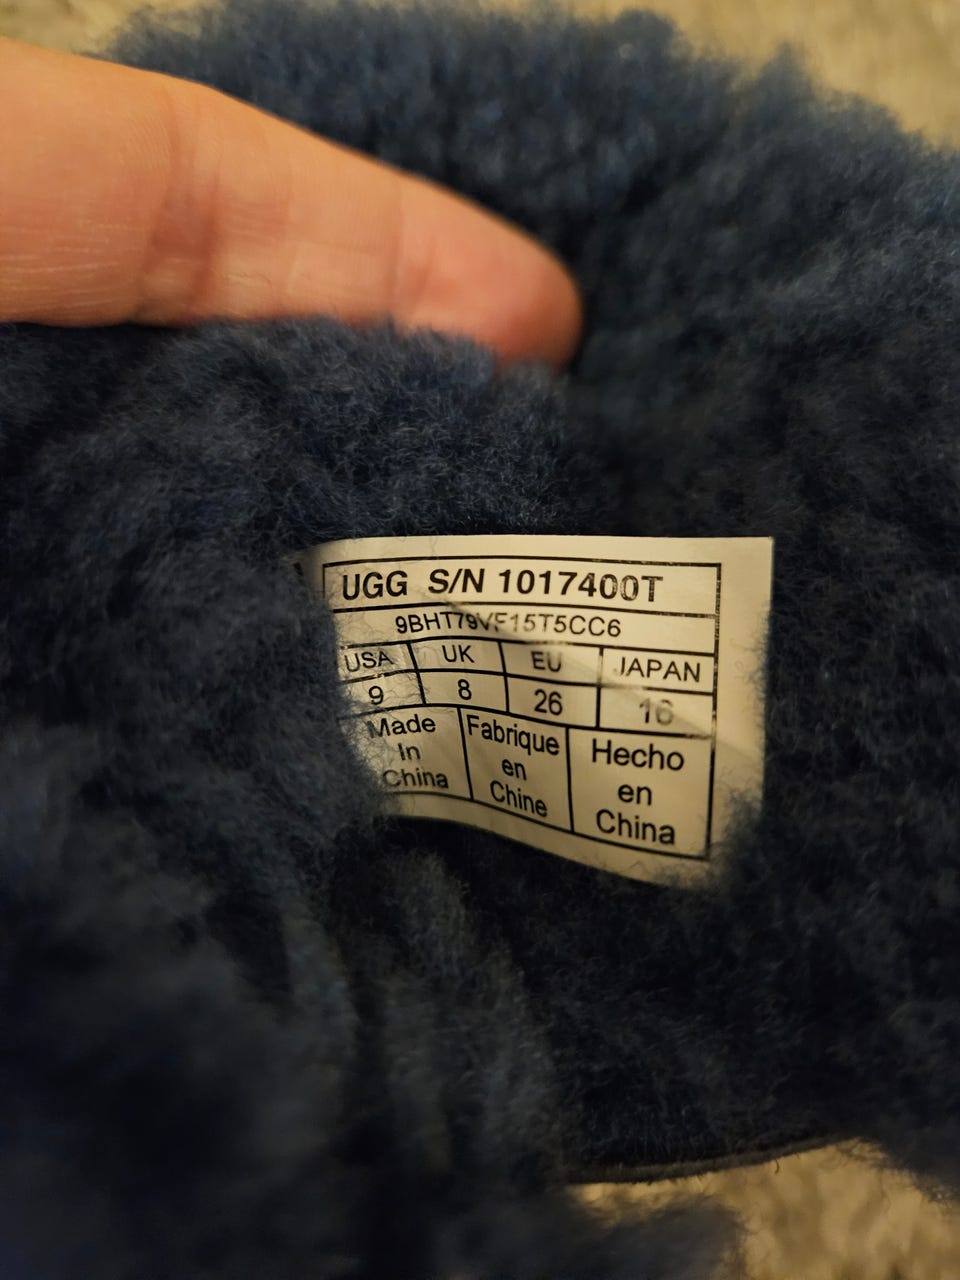 UGG S/N 1017400T
9BHT79VF15T5CC6
USA UK EU JAPAN
9 8 26 16
Made Fabrique Hecho
In en en
China Chine China